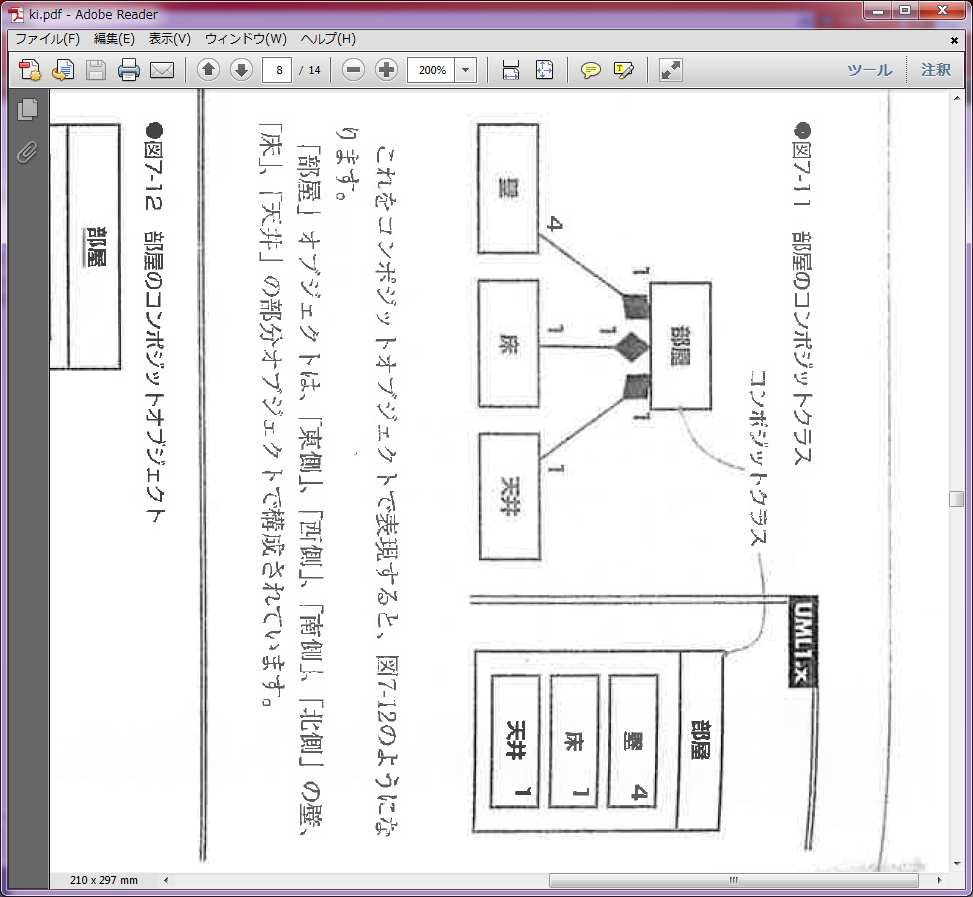 ki.pdf - Adobe Reader
ファイル(F) 編集(E) 表示(V) ウィンドウ(W) ヘルプ(H)
8 / 14 200% ツール 注釈
●図7-11 部屋のコンポジットクラス
コンポジットクラス
部屋
1 1 1
4 1 1
壁 床 天井
UML1.x
部屋
壁 4
床 1
天井 1
これをコンポジットオブジェクトで表現すると、図7-12のようにな
ります。
「部屋」オブジェクトは、「東側」、「西側」、「南側」、「北側」の壁、
「床」、「天井」の部分オブジェクトで構成されています。
●図7-12 部屋のコンポジットオブジェクト
部屋
210 x 297 mm